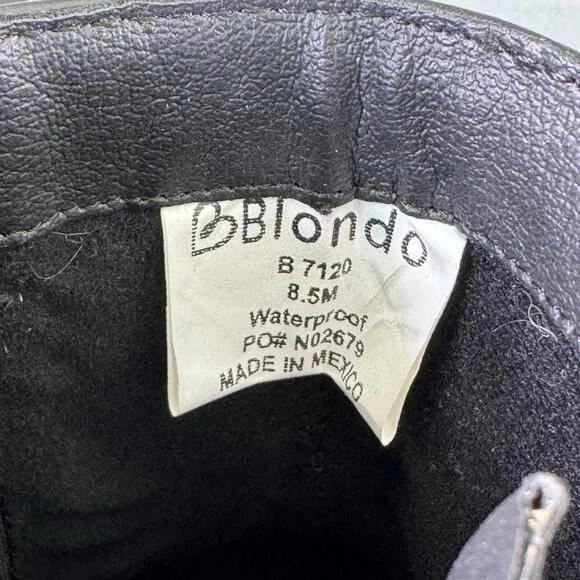 Blondo
B 7120
8.5M
Waterproof
PO# N02679
MADE IN MEXICO